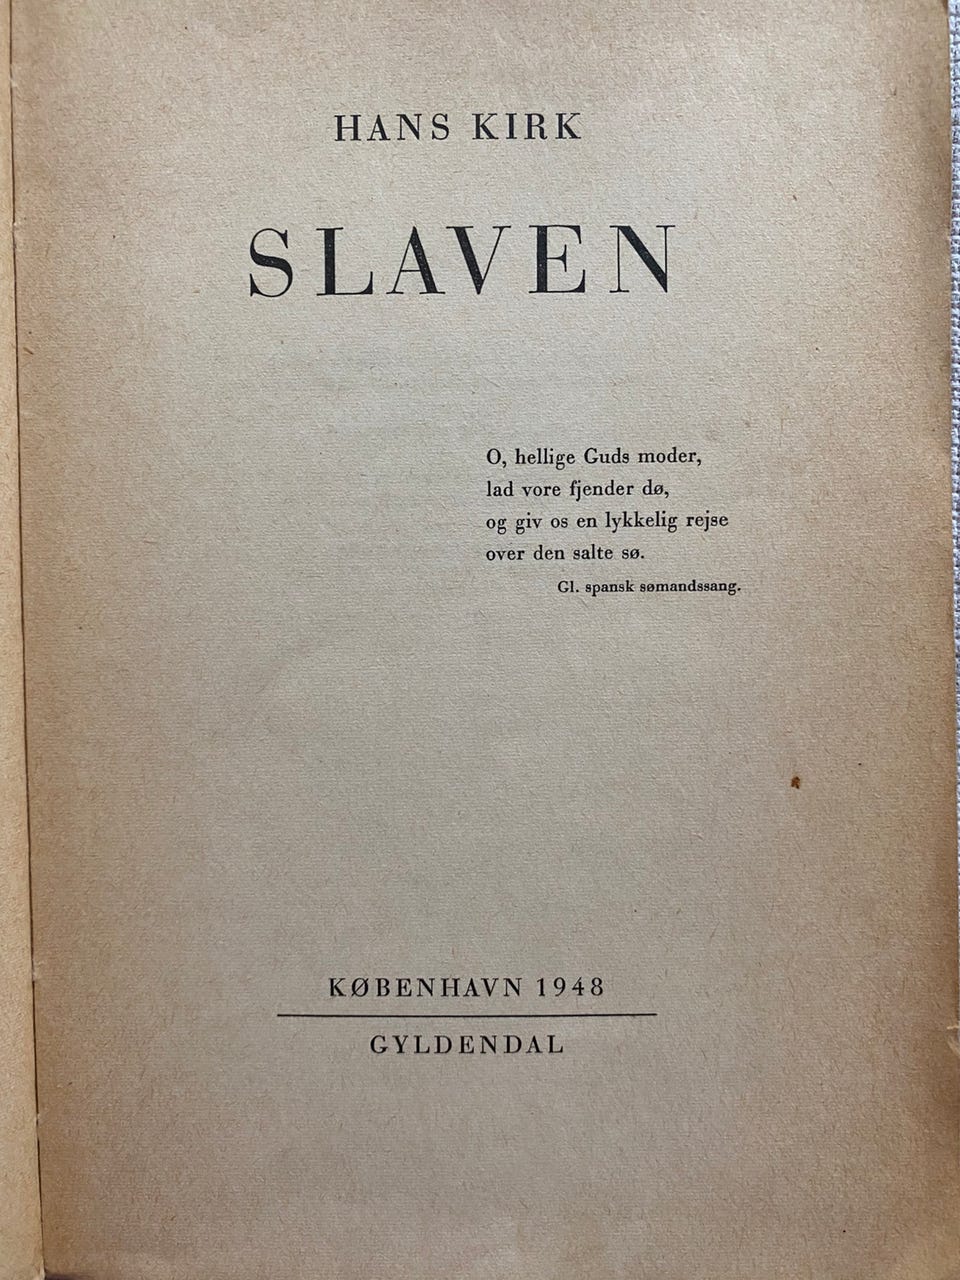 HANS KIRK
SLAVEN
O, hellige Guds moder,
lad vore fjender dø,
og giv os en lykkelig rejse
over den salte sø.
Gl. spansk sømandssang.
KØBENHAVN 1948
GYLDENDAL